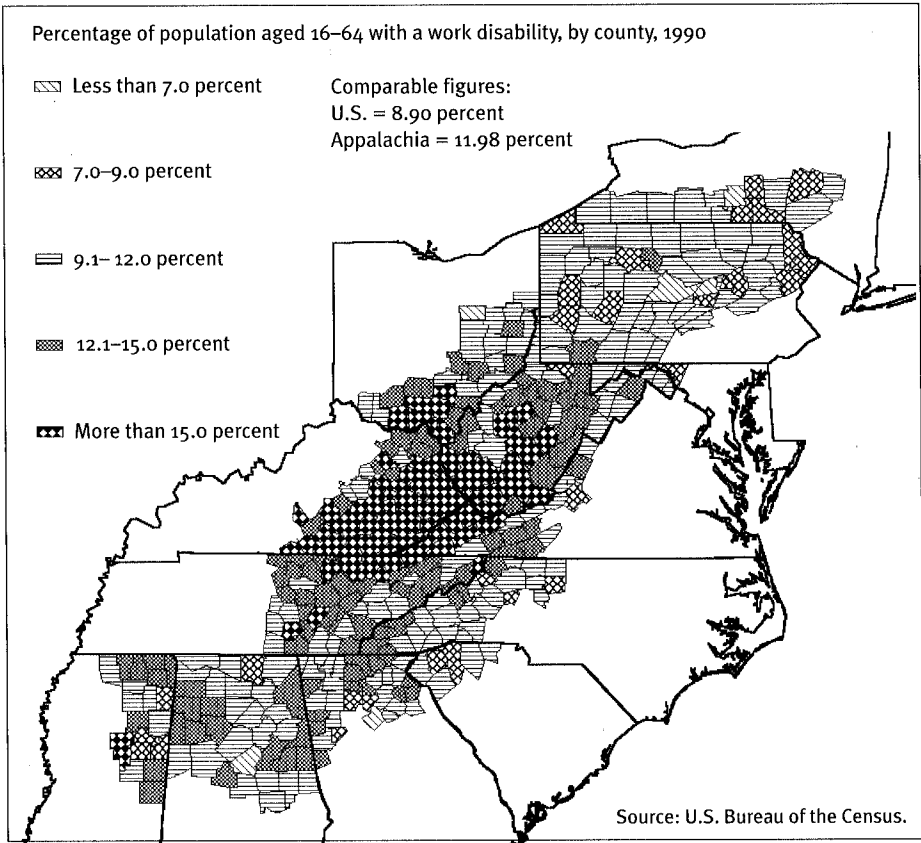 Percentage of population aged 16–64 with a work disability, by county, 1990
Less than 7.0 percent
7.0–9.0 percent
9.1– 12.0 percent
12.1–15.0 percent
More than 15.0 percent
Comparable figures:
U.S. = 8.90 percent
Appalachia = 11.98 percent
Source: U.S. Bureau of the Census.